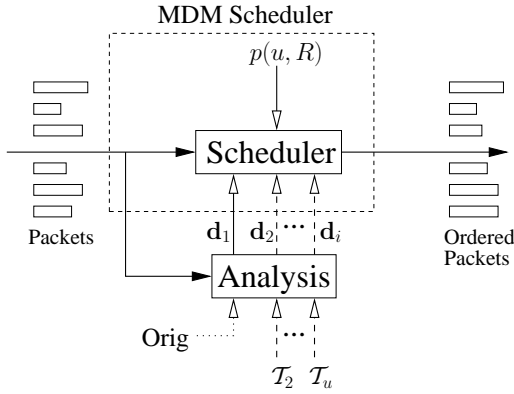 MDM Scheduler
p(u, R)
Scheduler
Packets
d₁ d₂ ... dᵢ
Ordered
Packets
Analysis
Orig
...
𝒯₂ 𝒯ᵤ